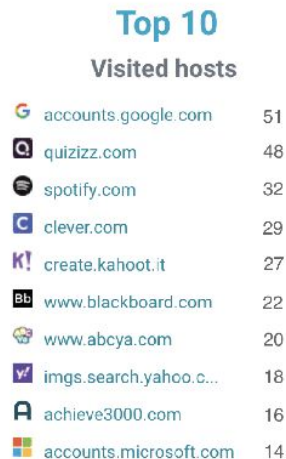 Top 10
Visited hosts
accounts.google.com 51
quizizz.com 48
spotify.com 32
clever.com 29
create.kahoot.it 27
www.blackboard.com 22
www.abcya.com 20
imgs.search.yahoo.c... 18
achieve3000.com 16
accounts.microsoft.com 14